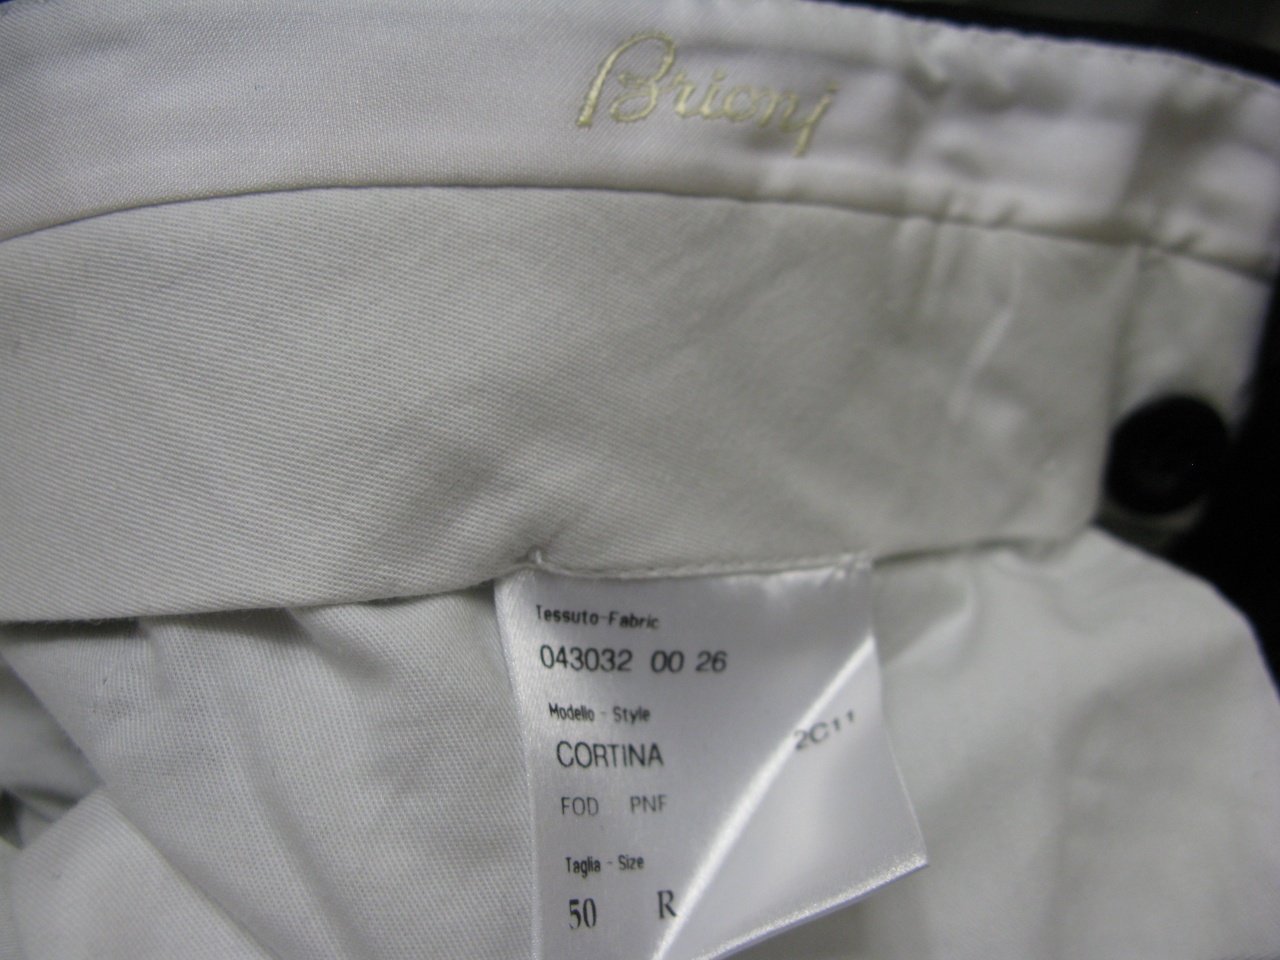 Brioni
Tessuto-Fabric
043032 00 26
Modello - Style
CORTINA 2C11
FOD PNF
Taglia - Size
50 R